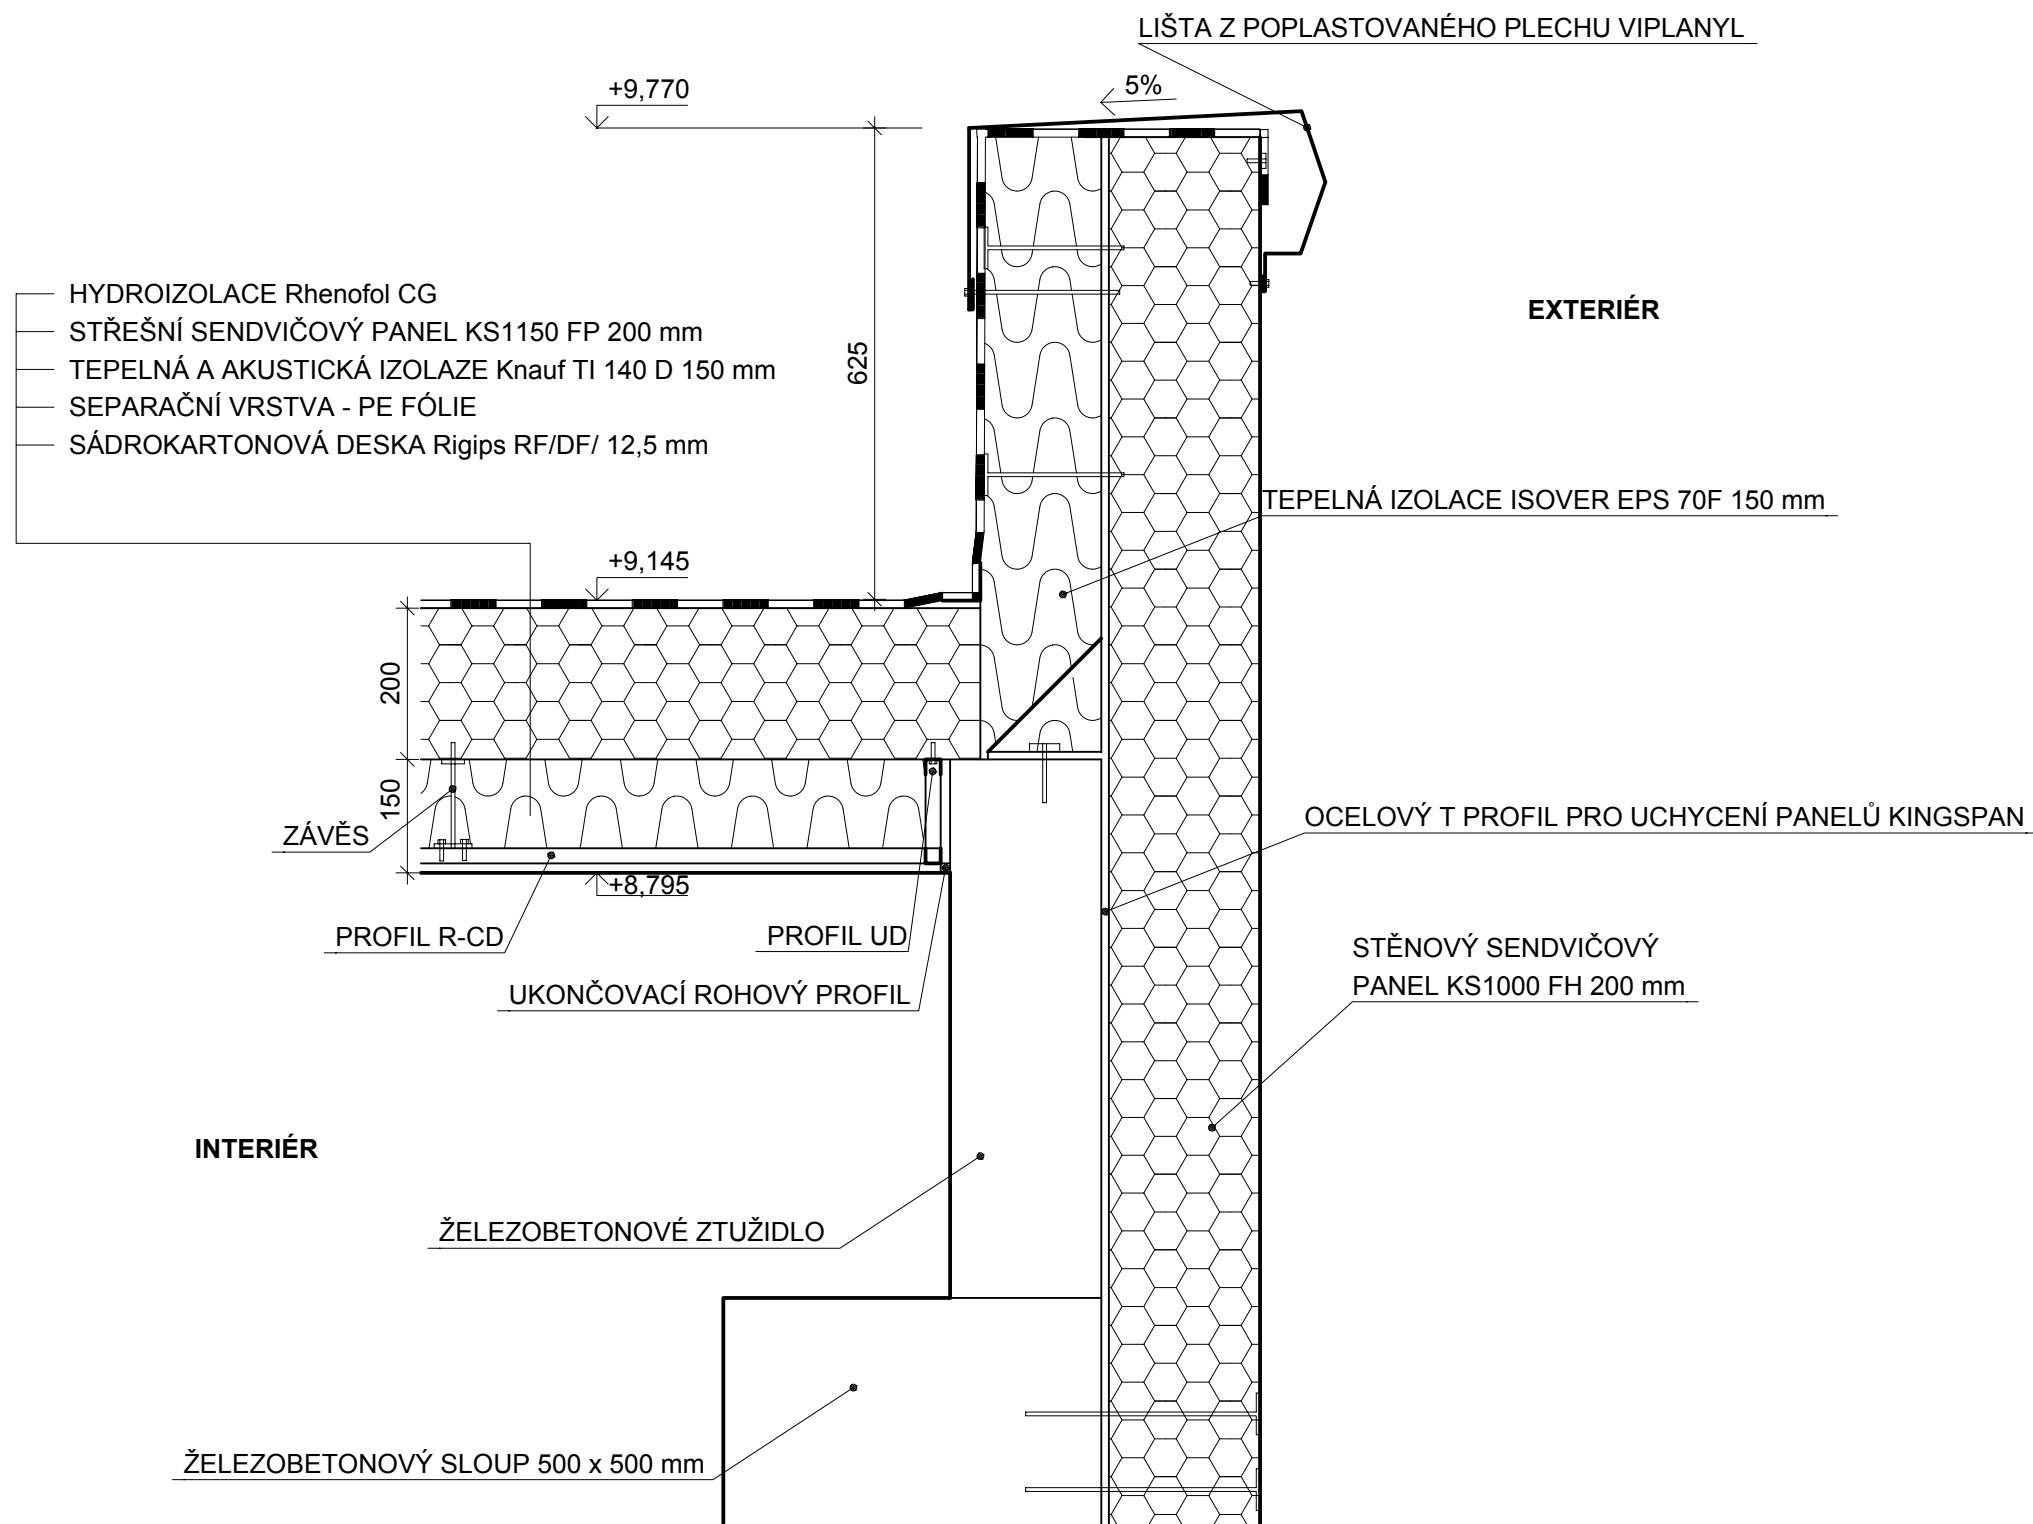 LIŠTA Z POPLASTOVANÉHO PLECHU VIPLANYL
+9,770
5%
HYDROIZOLACE Rhenofol CG
STŘEŠNÍ SENDVIČOVÝ PANEL KS1150 FP 200 mm
TEPELNÁ A AKUSTICKÁ IZOLAZE Knauf TI 140 D 150 mm
SEPARAČNÍ VRSTVA - PE FÓLIE
SÁDROKARTONOVÁ DESKA Rigips RF/DF/ 12,5 mm
625
EXTERIÉR
TEPELNÁ IZOLACE ISOVER EPS 70F 150 mm
+9,145
200
150
ZÁVĚS
OCELOVÝ T PROFIL PRO UCHYCENÍ PANELŮ KINGSPAN
+8,795
PROFIL R-CD
PROFIL UD
STĚNOVÝ SENDVIČOVÝ
PANEL KS1000 FH 200 mm
UKONČOVACÍ ROHOVÝ PROFIL
INTERIÉR
ŽELEZOBETONOVÉ ZTUŽIDLO
ŽELEZOBETONOVÝ SLOUP 500 x 500 mm